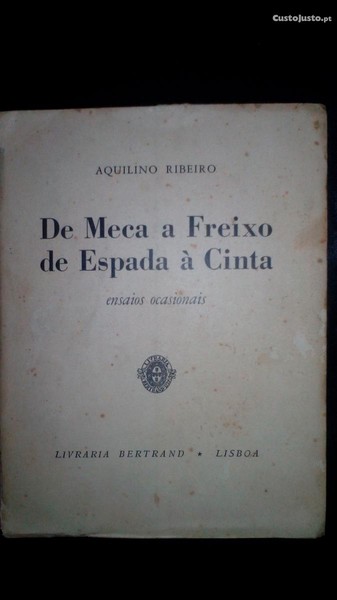 CustoJusto.pt
AQUILINO RIBEIRO
De Meca a Freixo
de Espada à Cinta
ensaios ocasionais
LIVRARIA BERTRAND • LISBOA